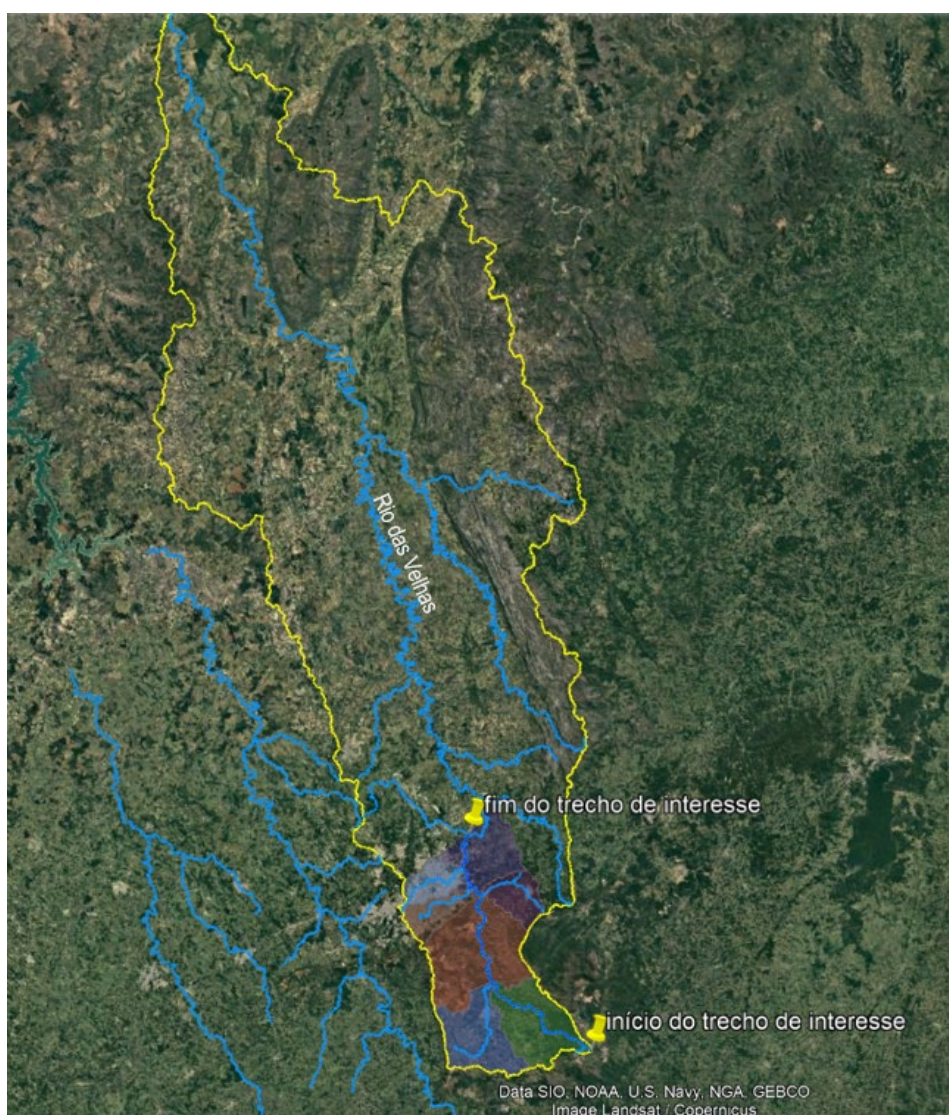 Rio das Velhas
fim do trecho de interesse
início do trecho de interesse
Data SIO, NOAA, U.S. Navy, NGA, GEBCO
Image Landsat / Copernicus